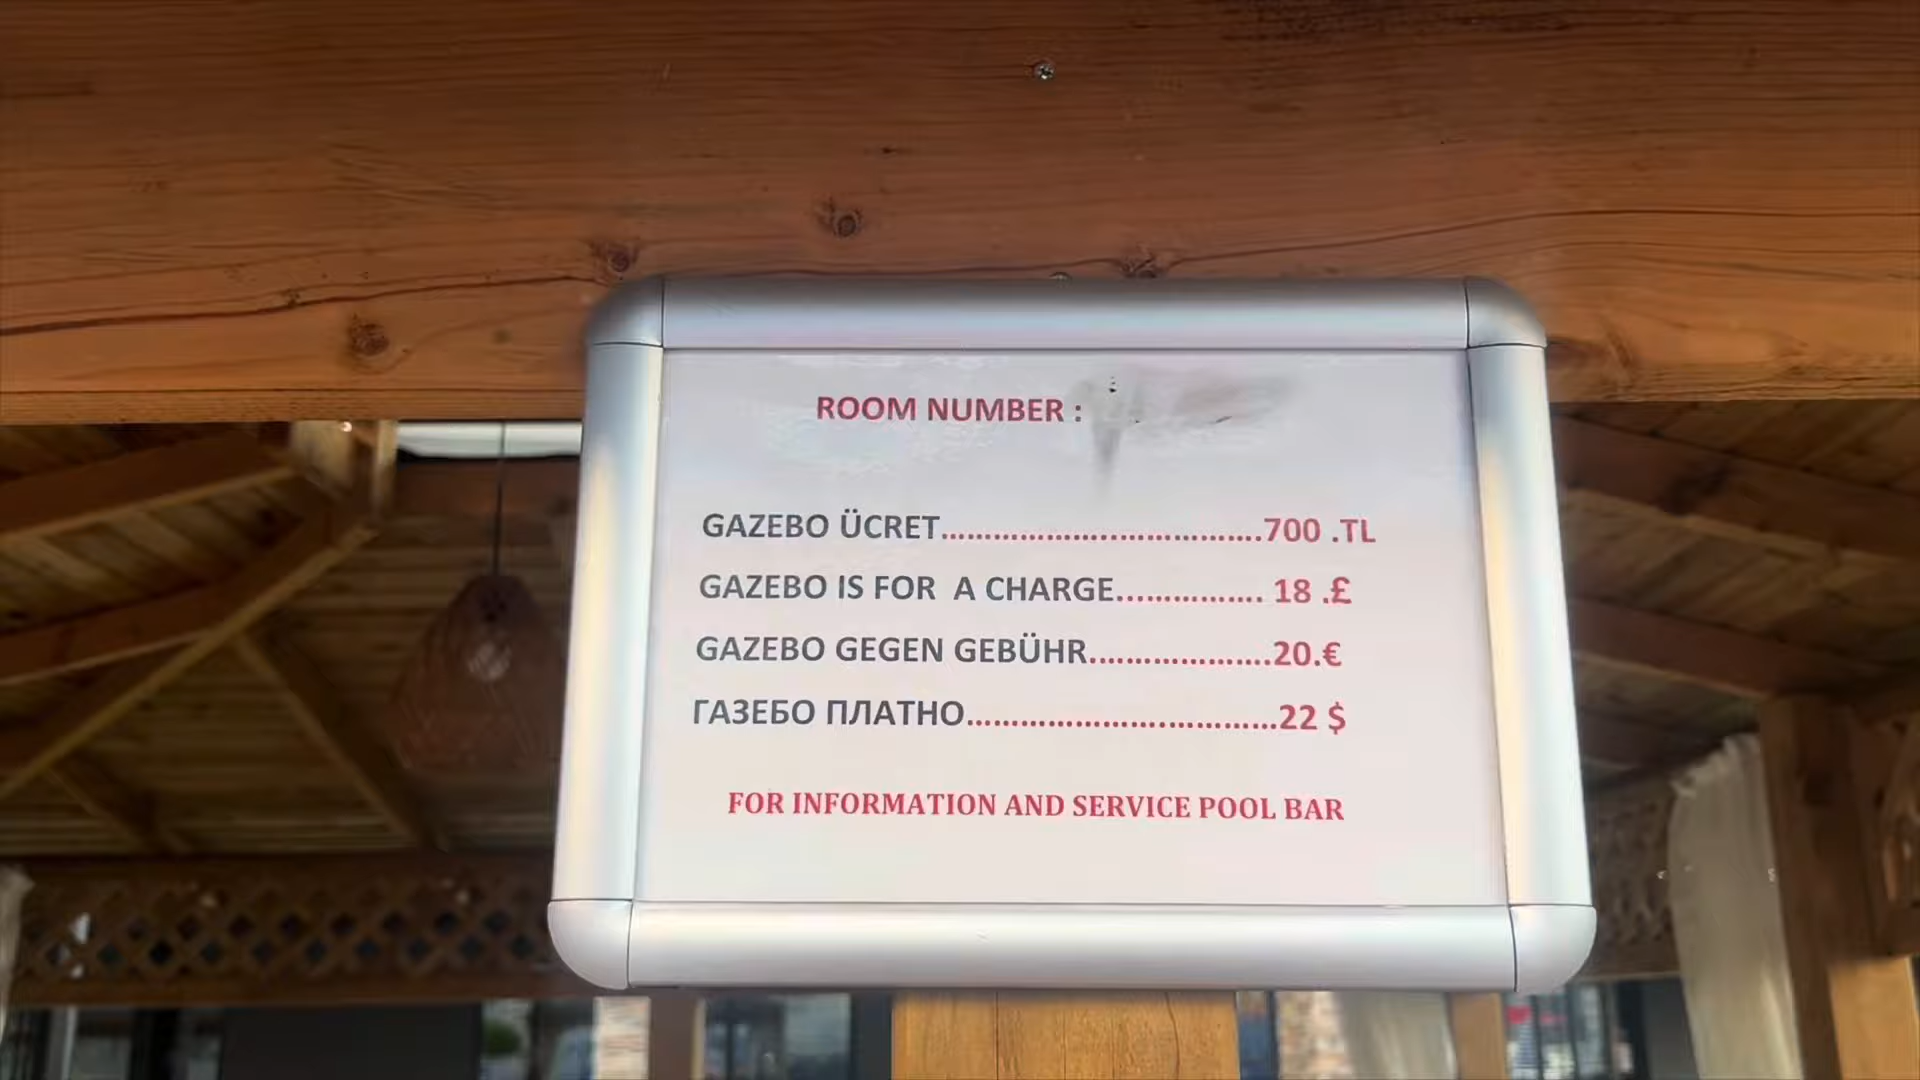 ROOM NUMBER :
GAZEBO ÜCRET.....................................700 .TL
GAZEBO IS FOR  A CHARGE................. 18 .£
GAZEBO GEGEN GEBÜHR.....................20.€
ГАЗЕБО ПЛАТНО...................................22 $
FOR INFORMATION AND SERVICE POOL BAR